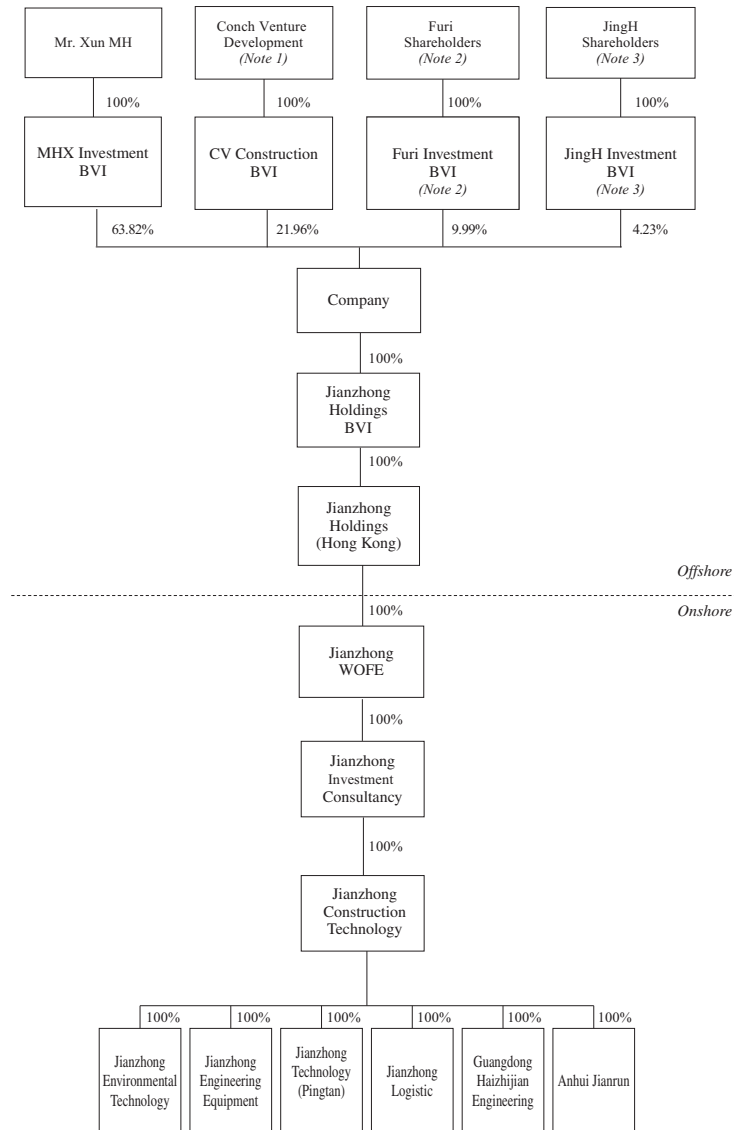 Mr. Xun MH
Conch Venture
Development
(Note 1)
Furi
Shareholders
(Note 2)
JingH
Shareholders
(Note 3)
100%
100%
100%
100%
MHX Investment
BVI
CV Construction
BVI
Furi Investment
BVI
(Note 2)
JingH Investment
BVI
(Note 3)
63.82%
21.96%
9.99%
4.23%
Company
100%
Jianzhong
Holdings
BVI
100%
Jianzhong
Holdings
(Hong Kong)
Offshore
100%
Onshore
Jianzhong
WOFE
100%
Jianzhong
Investment
Consultancy
100%
Jianzhong
Construction
Technology
100%
100%
100%
100%
100%
100%
Jianzhong
Environmental
Technology
Jianzhong
Engineering
Equipment
Jianzhong
Technology
(Pingtan)
Jianzhong
Logistic
Guangdong
Haizhijian
Engineering
Anhui Jianrun